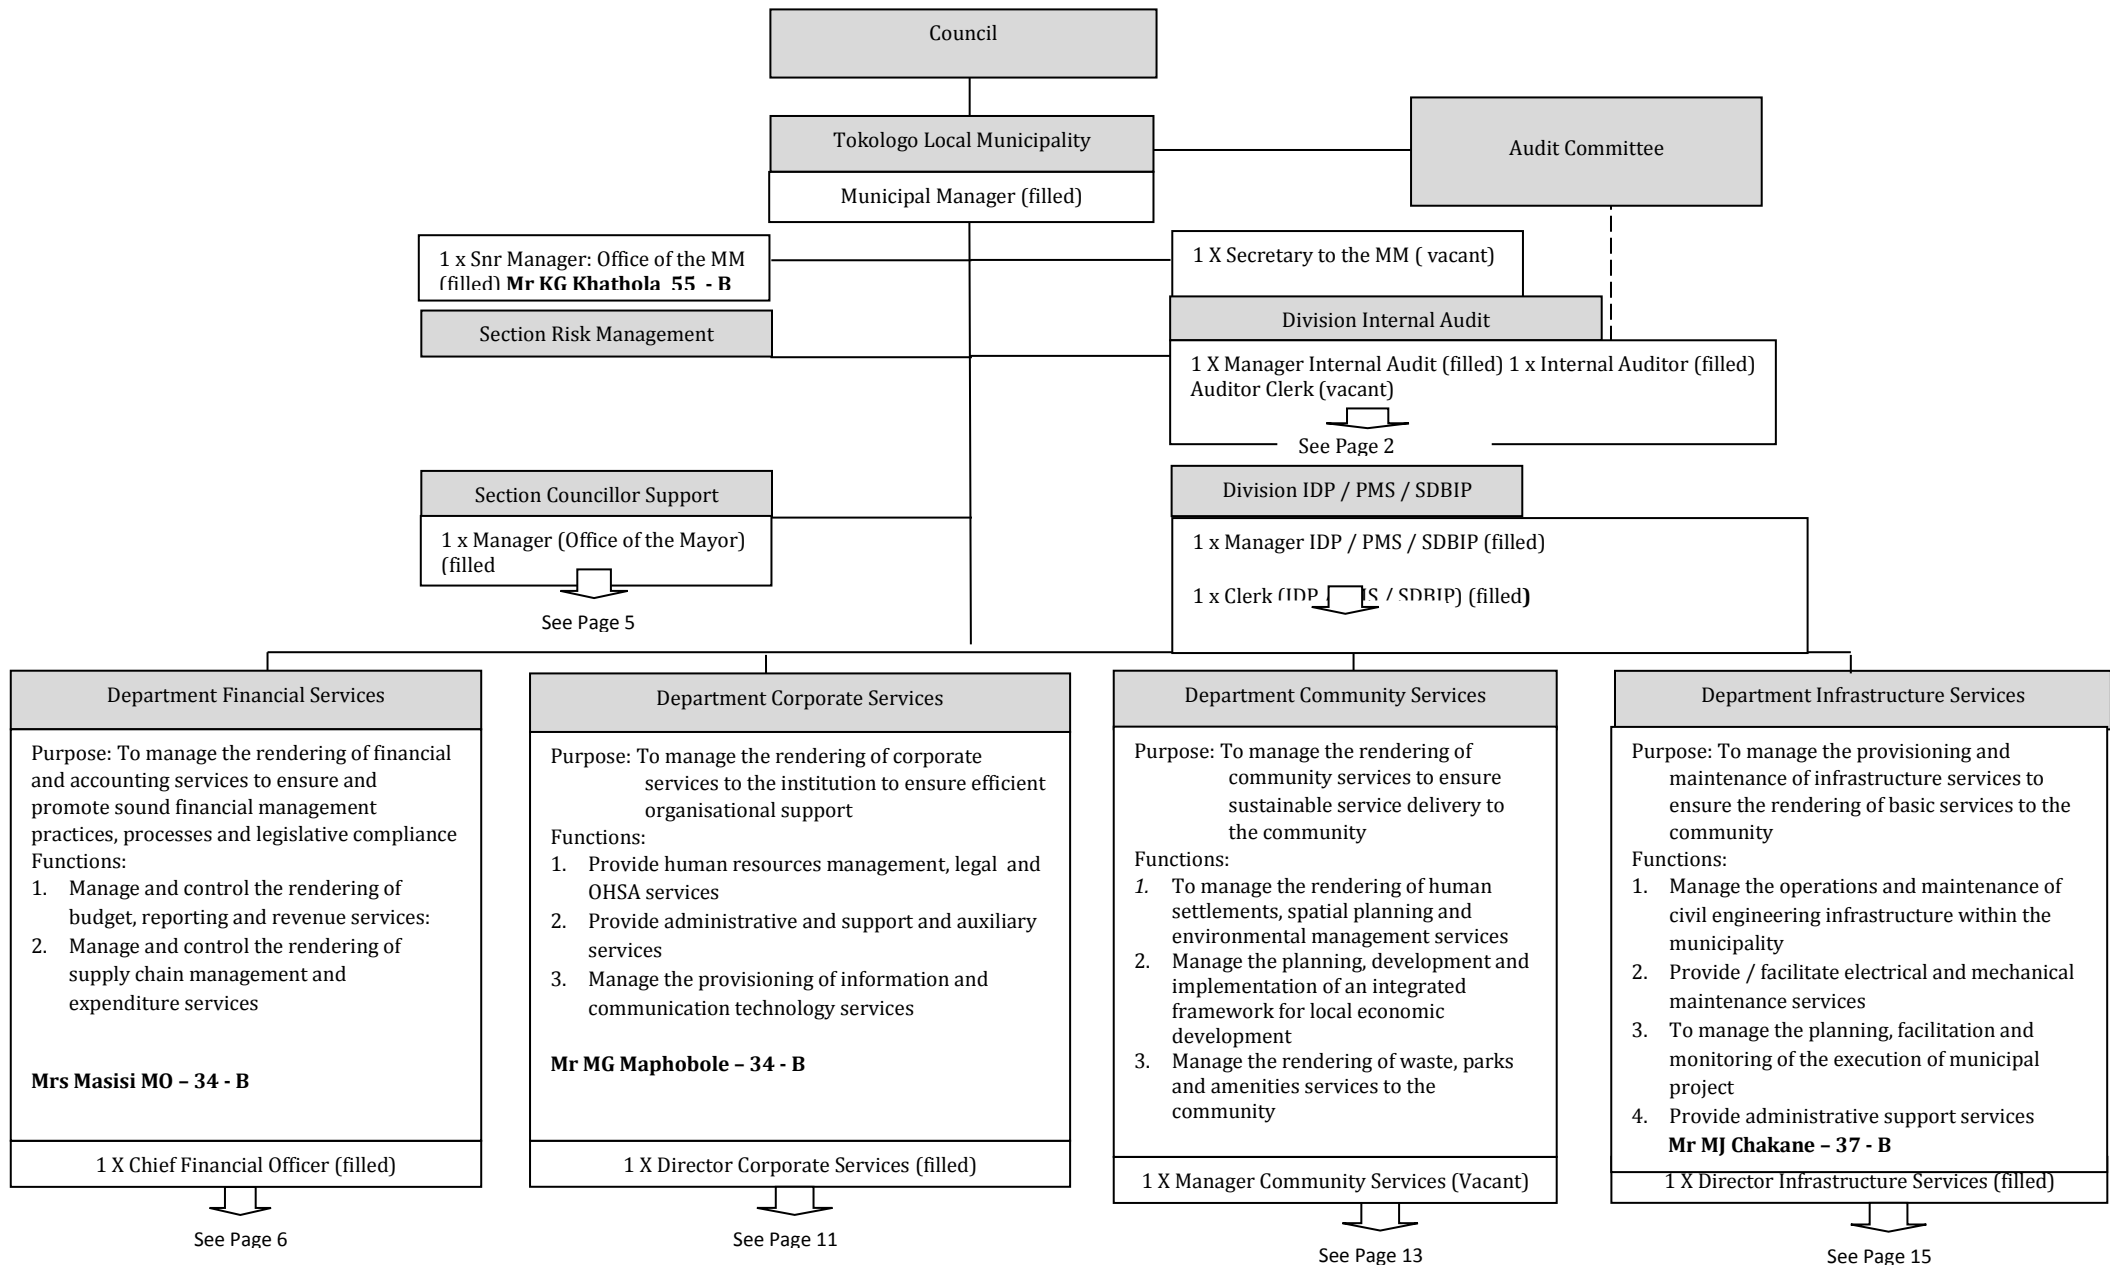 Council
Tokologo Local Municipality
Municipal Manager (filled)
Audit Committee
1 x Snr Manager: Office of the MM
(filled) Mr KG Khathola 55 - B
1 X Secretary to the MM ( vacant)
Section Risk Management
Division Internal Audit
1 X Manager Internal Audit (filled) 1 x Internal Auditor (filled)
Auditor Clerk (vacant)
See Page 2
Section Councillor Support
1 x Manager (Office of the Mayor)
(filled
See Page 5
Division IDP / PMS / SDBIP
1 x Manager IDP / PMS / SDBIP (filled)
1 x Clerk (IDP / MS / SDBIP) (filled)
Department Financial Services
Purpose: To manage the rendering of financial
and accounting services to ensure and
promote sound financial management
practices, processes and legislative compliance
Functions:
1. Manage and control the rendering of
budget, reporting and revenue services:
2. Manage and control the rendering of
supply chain management and
expenditure services
Mrs Masisi MO – 34 - B
1 X Chief Financial Officer (filled)
See Page 6
Department Corporate Services
Purpose: To manage the rendering of corporate
services to the institution to ensure efficient
organisational support
Functions:
1. Provide human resources management, legal and
OHSA services
2. Provide administrative and support and auxiliary
services
3. Manage the provisioning of information and
communication technology services
Mr MG Maphobole – 34 - B
1 X Director Corporate Services (filled)
See Page 11
Department Community Services
Purpose: To manage the rendering of
community services to ensure
sustainable service delivery to
the community
Functions:
1. To manage the rendering of human
settlements, spatial planning and
environmental management services
2. Manage the planning, development and
implementation of an integrated
framework for local economic
development
3. Manage the rendering of waste, parks
and amenities services to the
community
1 X Manager Community Services (Vacant)
See Page 13
Department Infrastructure Services
Purpose: To manage the provisioning and
maintenance of infrastructure services to
ensure the rendering of basic services to the
community
Functions:
1. Manage the operations and maintenance of
civil engineering infrastructure within the
municipality
2. Provide / facilitate electrical and mechanical
maintenance services
3. To manage the planning, facilitation and
monitoring of the execution of municipal
project
4. Provide administrative support services
Mr MJ Chakane – 37 - B
1 X Director Infrastructure Services (filled)
See Page 15